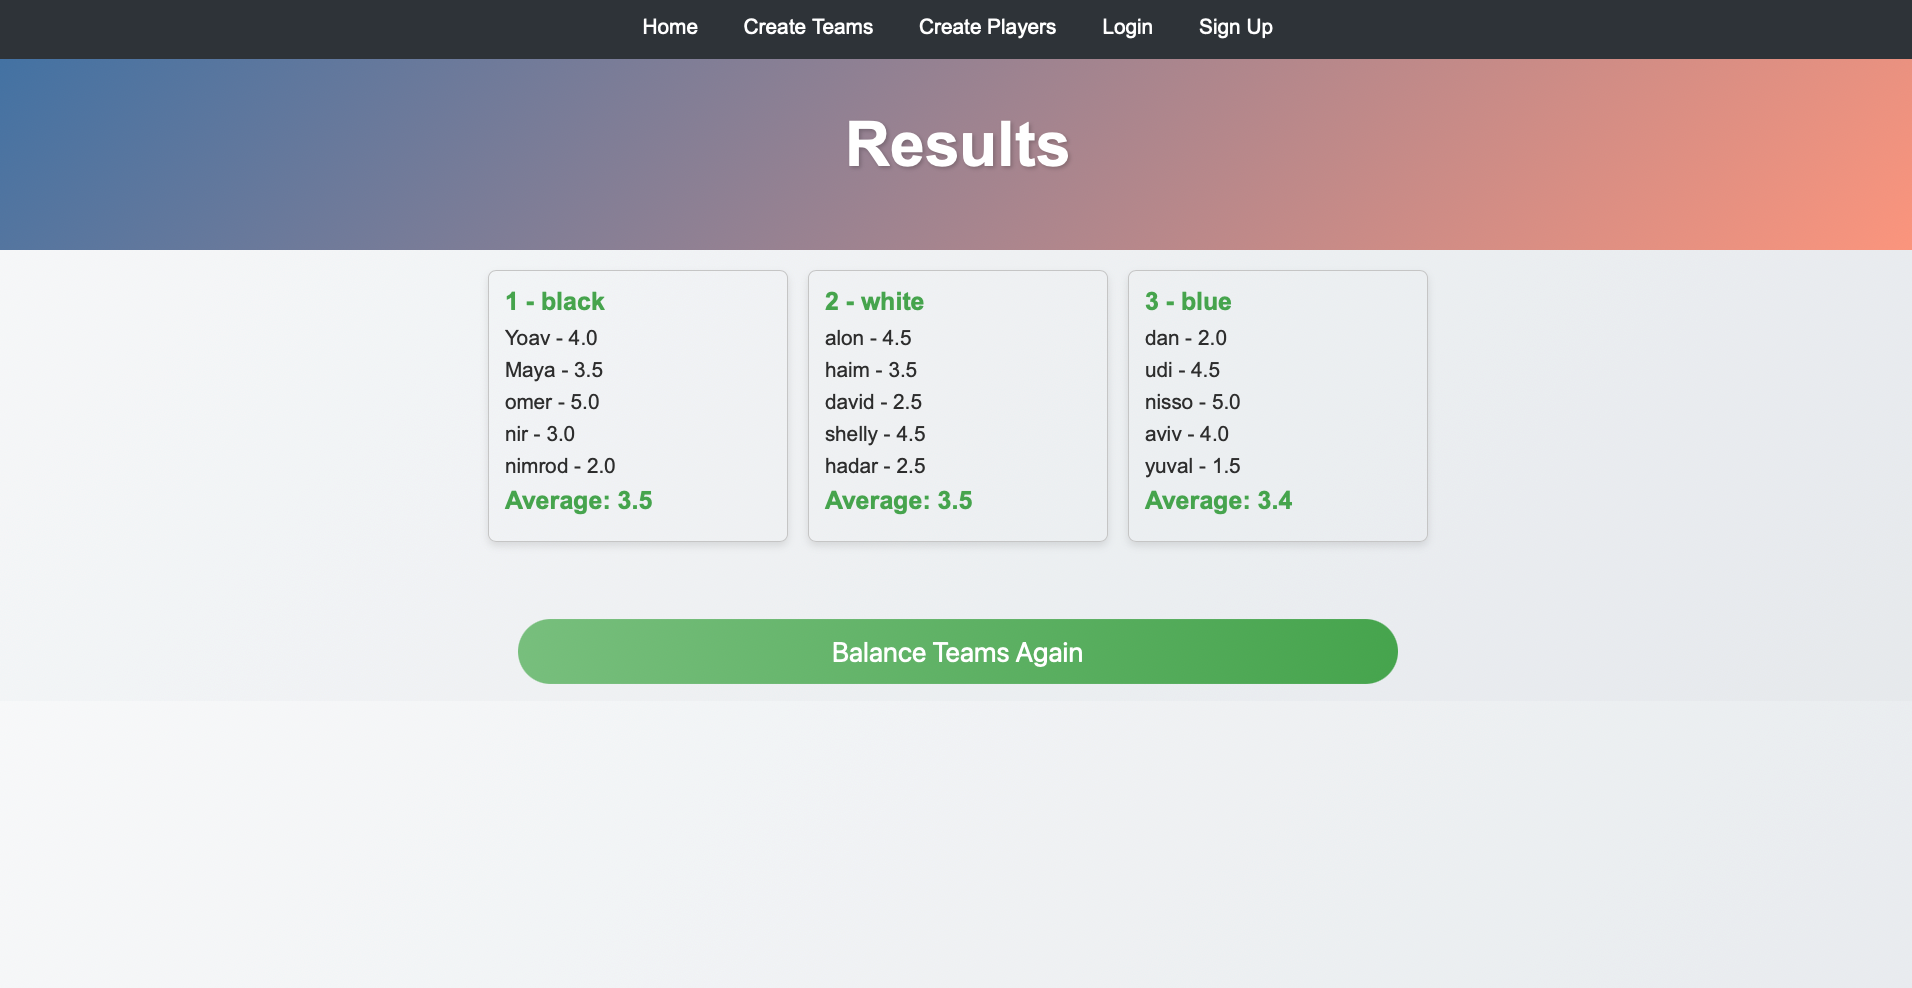 Home Create Teams Create Players Login Sign Up
Results
1 - black
Yoav - 4.0
Maya - 3.5
omer - 5.0
nir - 3.0
nimrod - 2.0
Average: 3.5
2 - white
alon - 4.5
haim - 3.5
david - 2.5
shelly - 4.5
hadar - 2.5
Average: 3.5
3 - blue
dan - 2.0
udi - 4.5
nisso - 5.0
aviv - 4.0
yuval - 1.5
Average: 3.4
Balance Teams Again